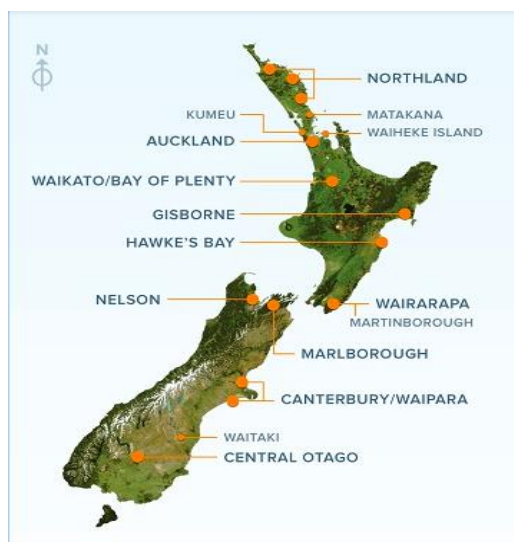 N
NORTHLAND
KUMEU
MATAKANA
WAIHEKE ISLAND
AUCKLAND
WAIKATO/BAY OF PLENTY
GISBORNE
HAWKE'S BAY
NELSON
WAIRARAPA
MARTINBOROUGH
MARLBOROUGH
CANTERBURY/WAIPARA
WAITAKI
CENTRAL OTAGO